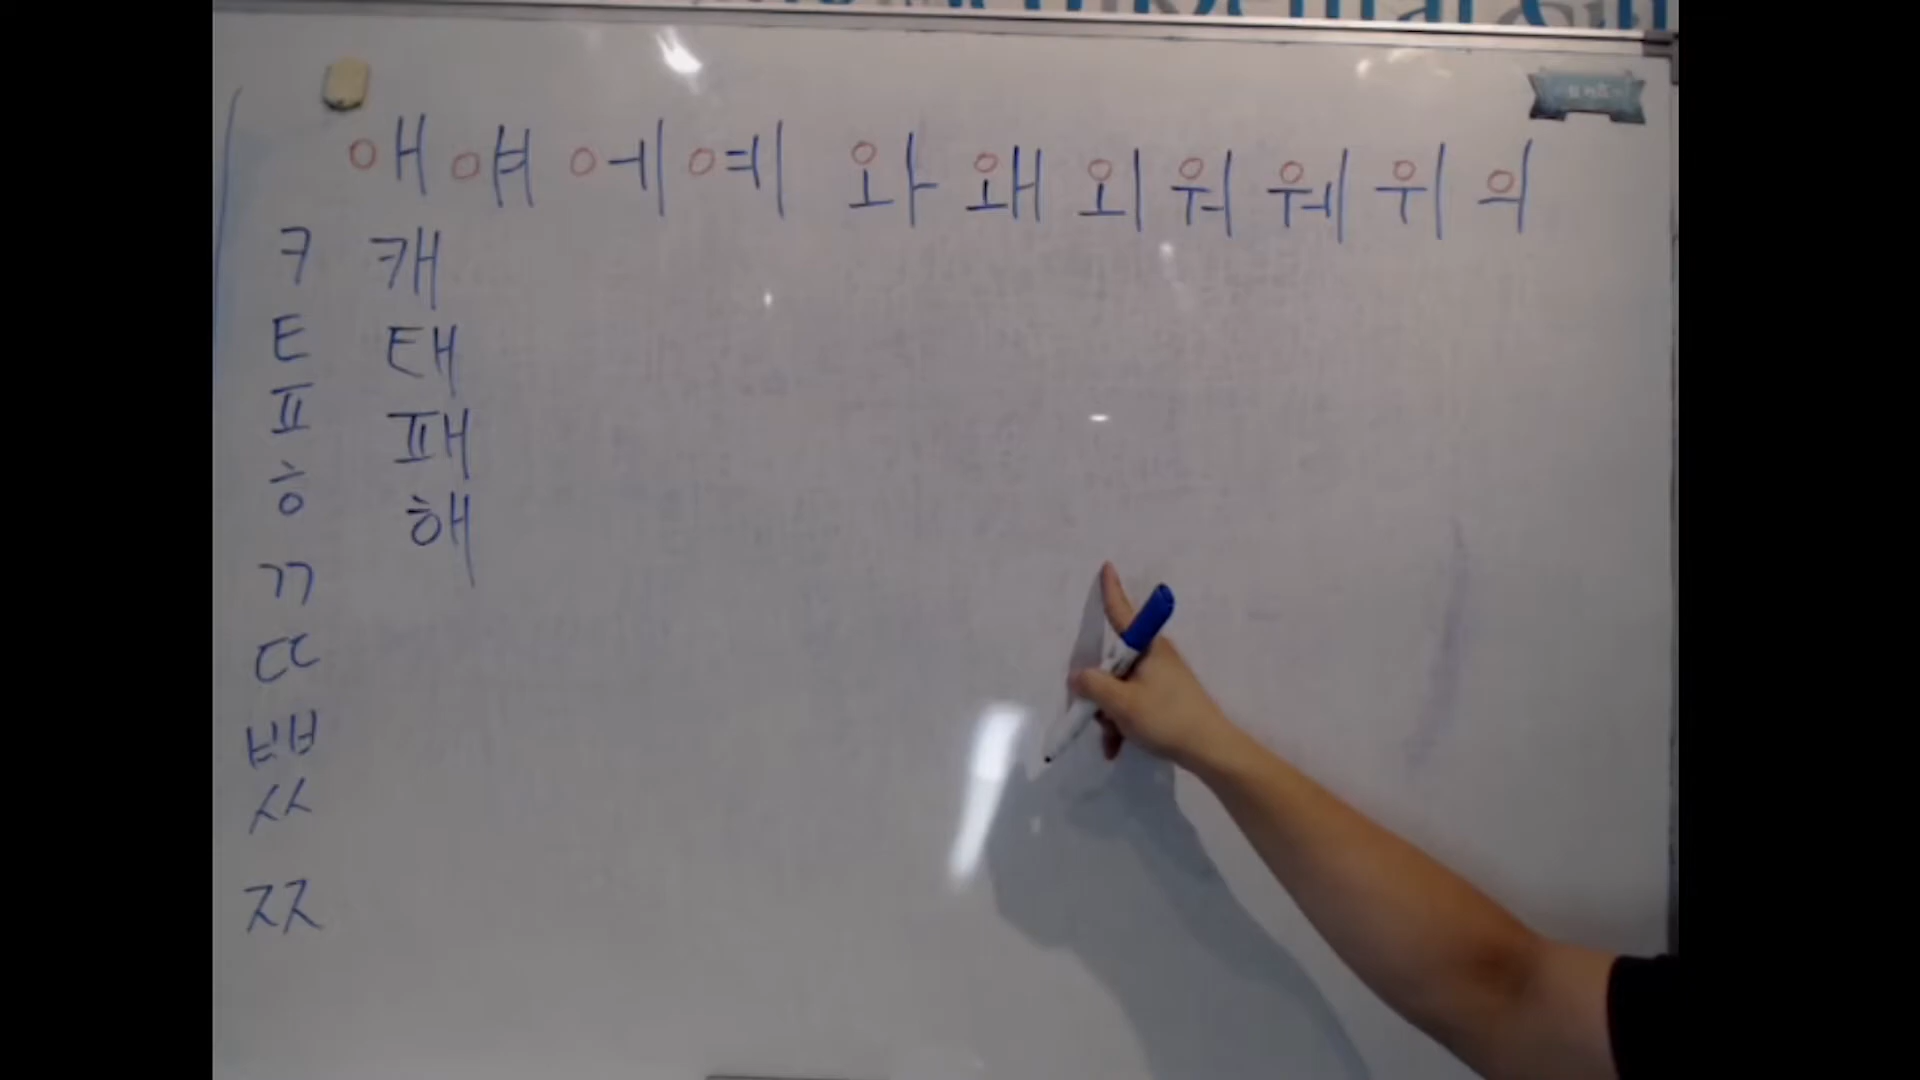 애 얘 에 예 와 왜 외 워 웨 위 의
ㅋ 캐
ㅌ 태
ㅍ 패
ㅎ 해
ㄲ
ㄸ
ㅃ
ㅆ
ㅉ